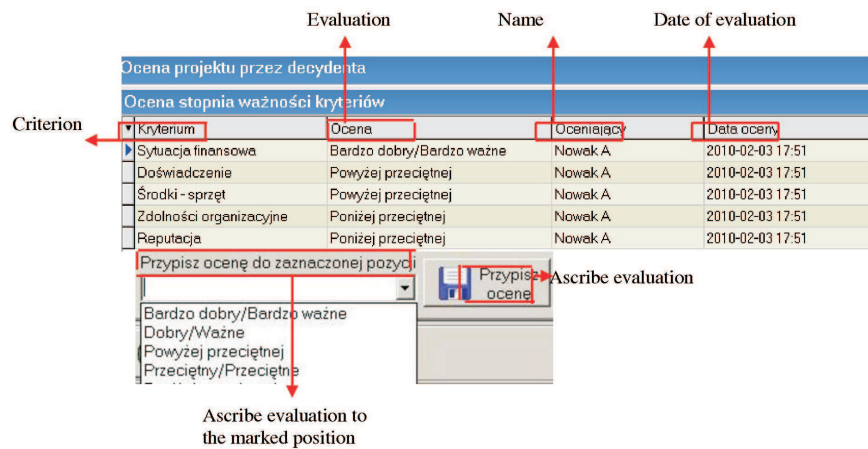 Evaluation Name Date of evaluation
Ocena projektu przez decydenta
Ocena stopnia ważności kryteriów
Criterion
Kryterium Ocena Oceniający Data oceny
Sytuacja finansowa Bardzo dobry/Bardzo ważne Nowak A 2010-02-03 17:51
Doświadczenie Powyżej przeciętnej Nowak A 2010-02-03 17:51
Środki - sprzęt Powyżej przeciętnej Nowak A 2010-02-03 17:51
Zdolności organizacyjne Poniżej przeciętnej Nowak A 2010-02-03 17:51
Reputacja Poniżej przeciętnej Nowak A 2010-02-03 17:51
Przypisz ocenę do zaznaczonej pozycji
Przypisz
ocenę
Ascribe evaluation
Bardzo dobry/Bardzo ważne
Dobry/Ważne
Powyżej przeciętnej
Przeciętny/Przeciętne
Ascribe evaluation to
the marked position